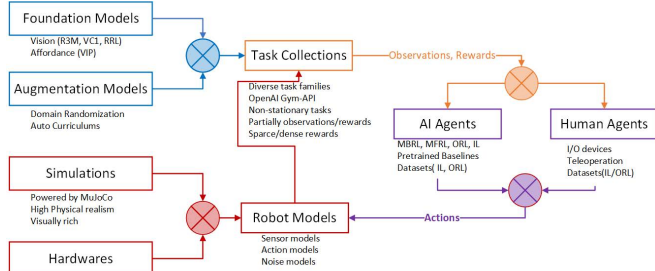 Foundation Models
Vision (R3M, VC1, RRL)
Affordance (VIP)
Augmentation Models
Domain Randomization
Auto Curriculums
Task Collections
Diverse task families
OpenAI Gym-API
Non-stationary tasks
Partially observations/rewards
Sparce/dense rewards
Observations, Rewards
AI Agents
MBRL, MFRL, ORL, IL
Pretrained Baselines
Datasets( IL, ORL)
Human Agents
I/O devices
Teleoperation
Datasets(IL/ORL)
Simulations
Powered by MuJoCo
High Physical realism
Visually rich
Hardwares
Robot Models
Sensor models
Action models
Noise models
Actions